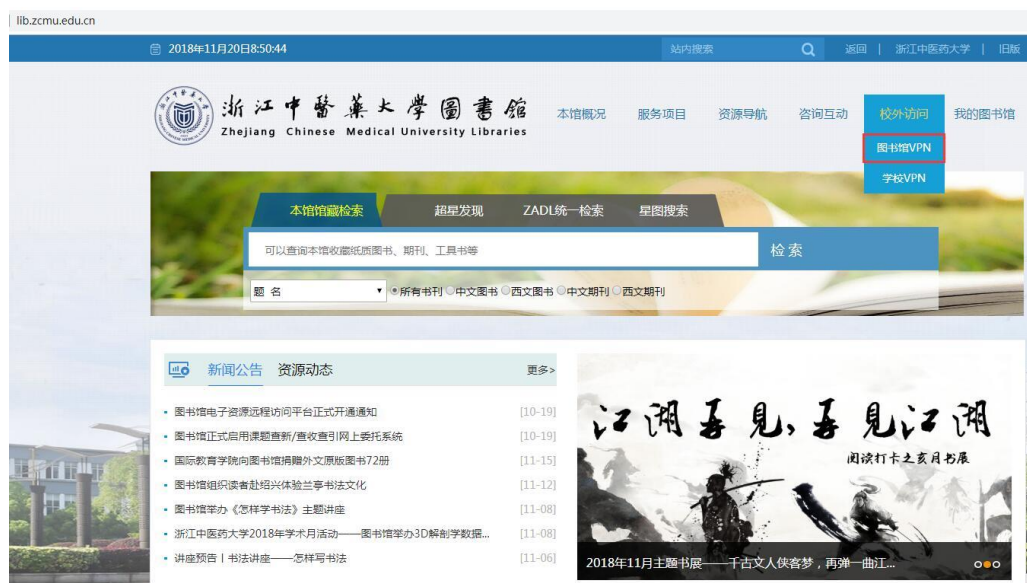 lib.zcmu.edu.cn
2018年11月20日8:50:44
站内搜索
返回 | 浙江中医药大学 | 旧版
浙江中醫藥大學圖書館
Zhejiang Chinese Medical University Libraries
本馆概况 服务项目 资源导航 咨询互动 校外访问 我的图书馆
图书馆VPN
学校VPN
本馆馆藏检索 超星发现 ZADL统一检索 星图搜索
可以查询本馆收藏纸质图书、期刊、工具书等
检索
题 名 所有书刊 中文图书 西文图书 中文期刊 西文期刊
新闻公告 资源动态 更多>
图书馆电子资源远程访问平台正式开通通知 [10-19]
图书馆正式启用课题查新/查收查引网上委托系统 [10-19]
国际教育学院向图书馆捐赠外文原版图书72册 [11-15]
图书馆组织读者赴绍兴体验兰亭书法文化 [11-12]
图书馆举办《怎样学书法》主题讲座 [11-08]
浙江中医药大学2018年学术月活动——图书馆举办3D解剖学数据... [11-08]
讲座预告丨书法讲座——怎样写书法 [11-06]
江湖再见,再见江湖
阅读打卡之亥月书展
2018年11月主题书展——千古文人侠客梦，再弹一曲江...